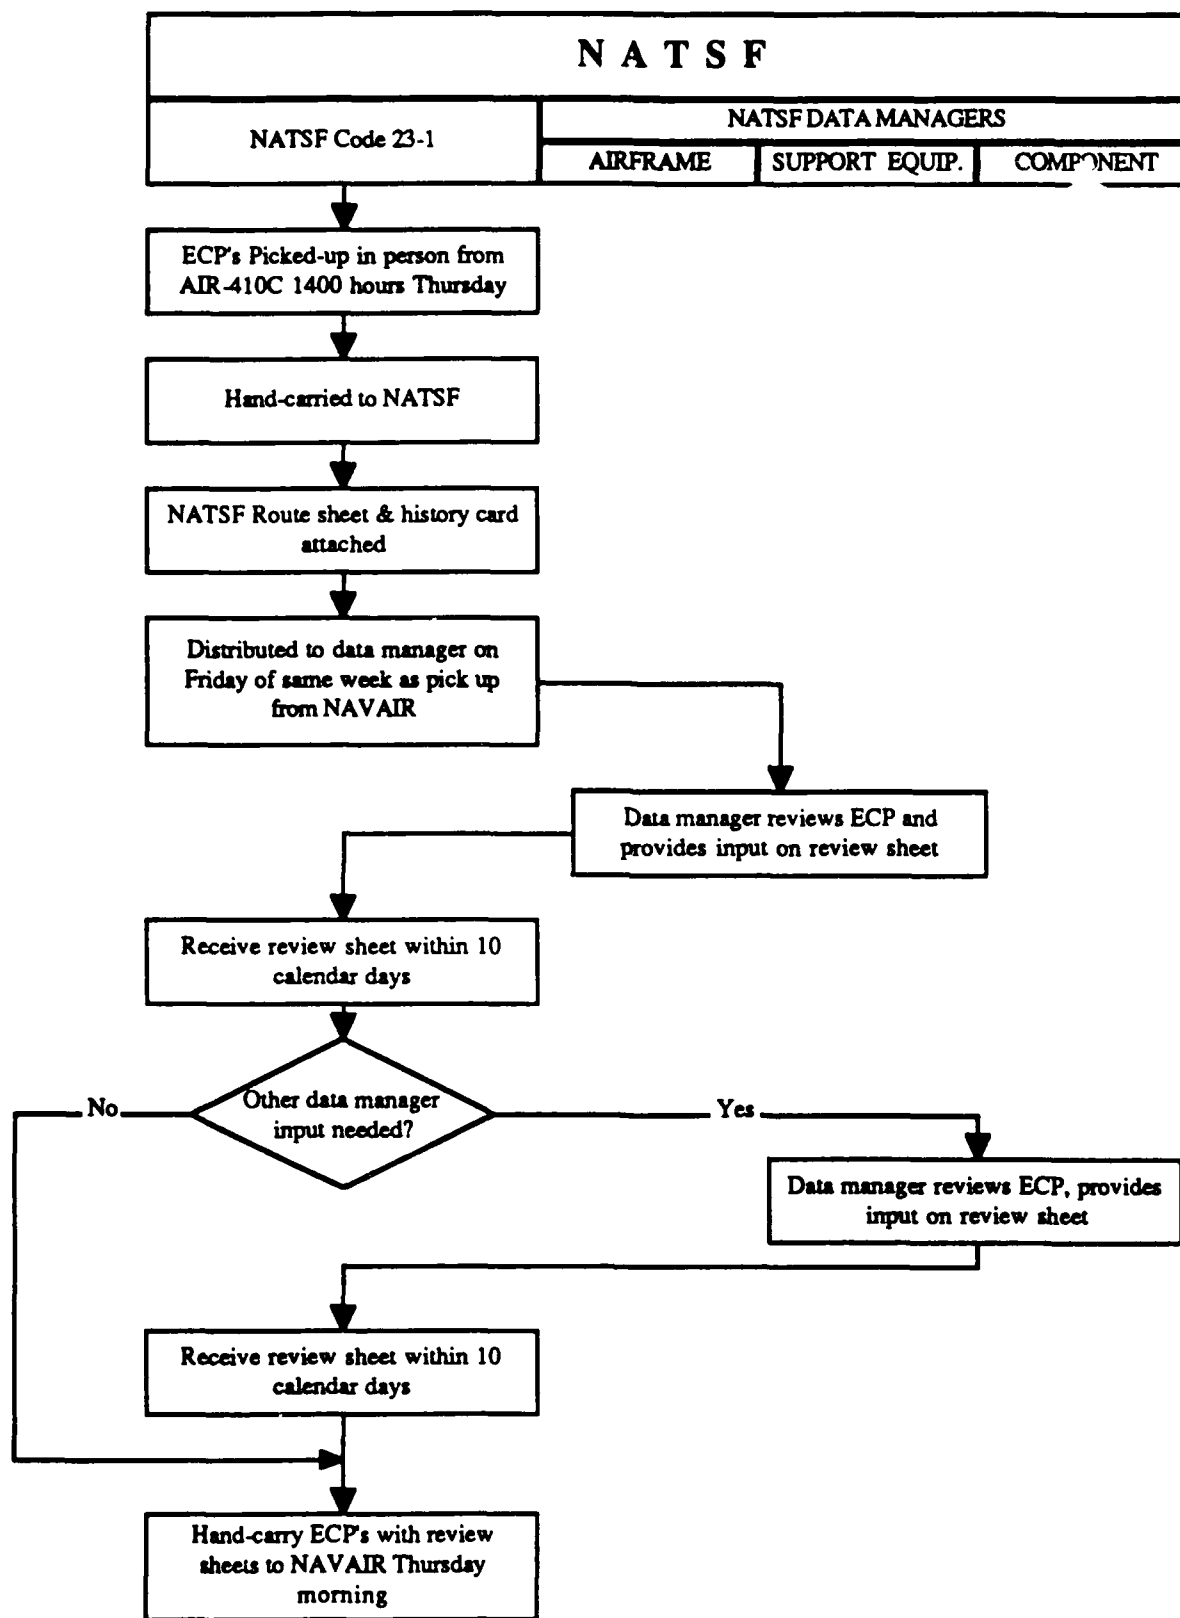 N A T S F
NATSF Code 23-1
NATSF DATA MANAGERS
AIRFRAME
SUPPORT EQUIP.
COMPONENT
ECP's Picked-up in person from
AIR-410C 1400 hours Thursday
Hand-carried to NATSF
NATSF Route sheet & history card
attached
Distributed to data manager on
Friday of same week as pick up
from NAVAIR
Data manager reviews ECP and
provides input on review sheet
Receive review sheet within 10
calendar days
Other data manager
input needed?
No
Yes
Data manager reviews ECP, provides
input on review sheet
Receive review sheet within 10
calendar days
Hand-carry ECP's with review
sheets to NAVAIR Thursday
morning